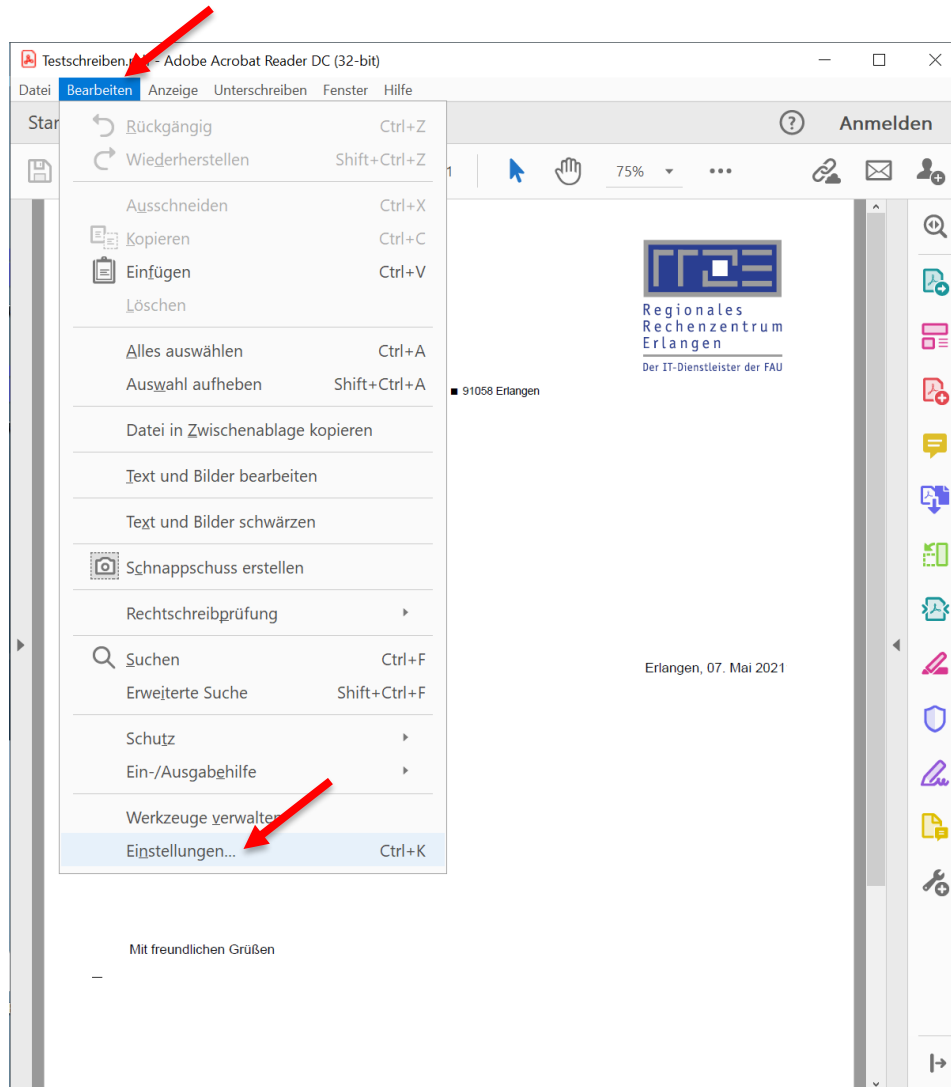 Testschreiben.pdf - Adobe Acrobat Reader DC (32-bit)
Datei Bearbeiten Anzeige Unterschreiben Fenster Hilfe
Star
Anmelden
1 75%
Rückgängig Ctrl+Z
Wiederherstellen Shift+Ctrl+Z
Ausschneiden Ctrl+X
Kopieren Ctrl+C
Einfügen Ctrl+V
Löschen
Alles auswählen Ctrl+A
Auswahl aufheben Shift+Ctrl+A
Datei in Zwischenablage kopieren
Text und Bilder bearbeiten
Text und Bilder schwärzen
Schnappschuss erstellen
Rechtschreibprüfung
Suchen Ctrl+F
Erweiterte Suche Shift+Ctrl+F
Schutz
Ein-/Ausgabehilfe
Werkzeuge verwalten
Einstellungen... Ctrl+K
rrze
Regionales
Rechenzentrum
Erlangen
Der IT-Dienstleister der FAU
■ 91058 Erlangen
Erlangen, 07. Mai 2021
Mit freundlichen Grüßen